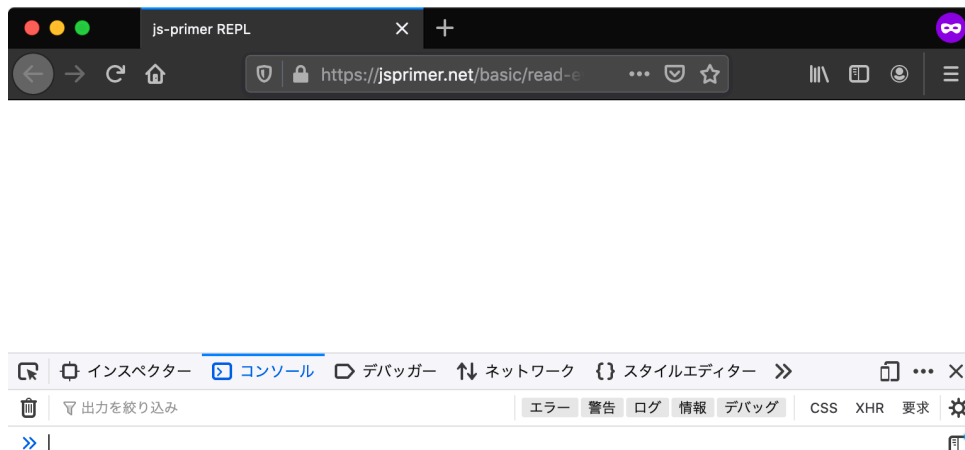 js-primer REPL
https://jsprimer.net/basic/read-e
インスペクター コンソール デバッガー ネットワーク スタイルエディター
出力を絞り込み エラー 警告 ログ 情報 デバッグ CSS XHR 要求